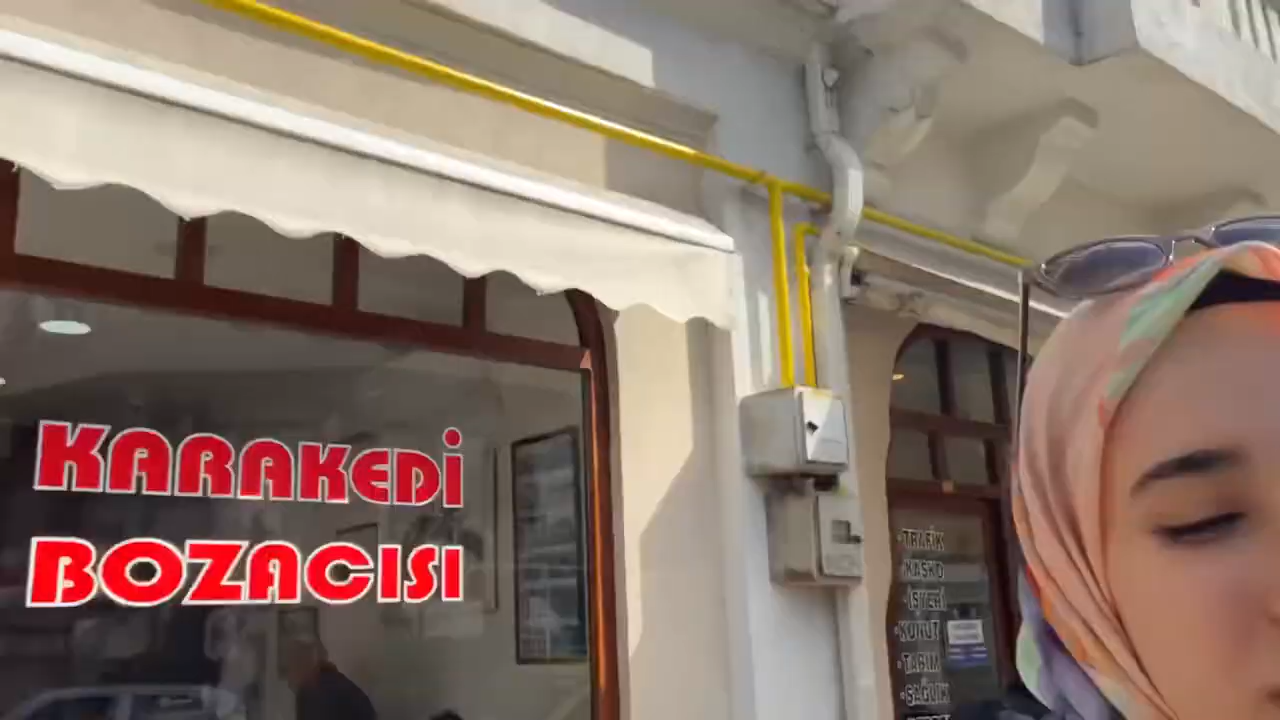 KARAKEDİ
BOZACISI
·TRAFİK
·KASKO
·İŞYERİ
·KONUT
·TARIM
·SAĞLIK